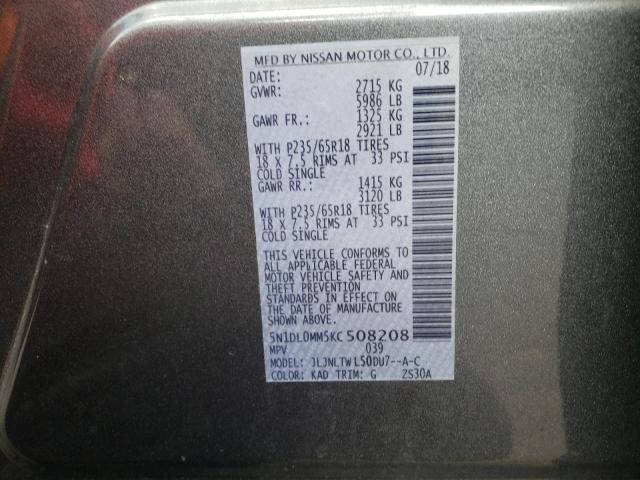 MFD BY NISSAN MOTOR CO., LTD.
DATE: 07/18
GVWR: 2715 KG
5986 LB
GAWR FR.: 1325 KG
2921 LB
WITH P235/65R18 TIRES
18 X 7.5 RIMS AT 33 PSI
COLD SINGLE
GAWR RR.: 1415 KG
3120 LB
WITH P235/65R18 TIRES
18 X 7.5 RIMS AT 33 PSI
COLD SINGLE
THIS VEHICLE CONFORMS TO
ALL APPLICABLE FEDERAL
MOTOR VEHICLE SAFETY AND
THEFT PREVENTION
STANDARDS IN EFFECT ON
THE DATE OF MANUFACTURE
SHOWN ABOVE.
5N1DL0MM5KC508208
MPV 039
MODEL: JLJNLTWL50DU7--A-C
COLOR: KAD TRIM: G ZS30A